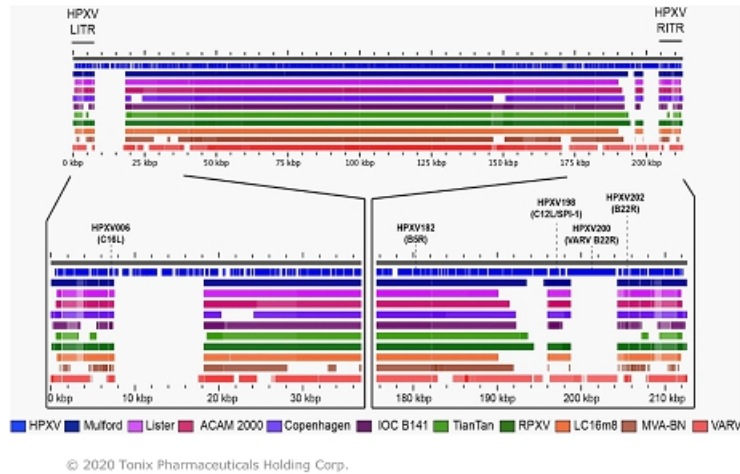 HPXV
LITR
HPXV
RITR
0 kbp 25 kbp 50 kbp 75 kbp 100 kbp 125 kbp 150 kbp 175 kbp 200 kbp
HPXV006
(C16L)
HPXV182
(B5R)
HPXV198
(C12L/SPI-1)
HPXV200
(VARV B22R)
HPXV202
(B22R)
0 kbp 10 kbp 20 kbp 30 kbp 180 kbp 190 kbp 200 kbp 210 kbp
HPXV Mulford Lister ACAM 2000 Copenhagen IOC B141 TianTan RPXV LC16m8 MVA-BN VARV
© 2020 Tonix Pharmaceuticals Holding Corp.